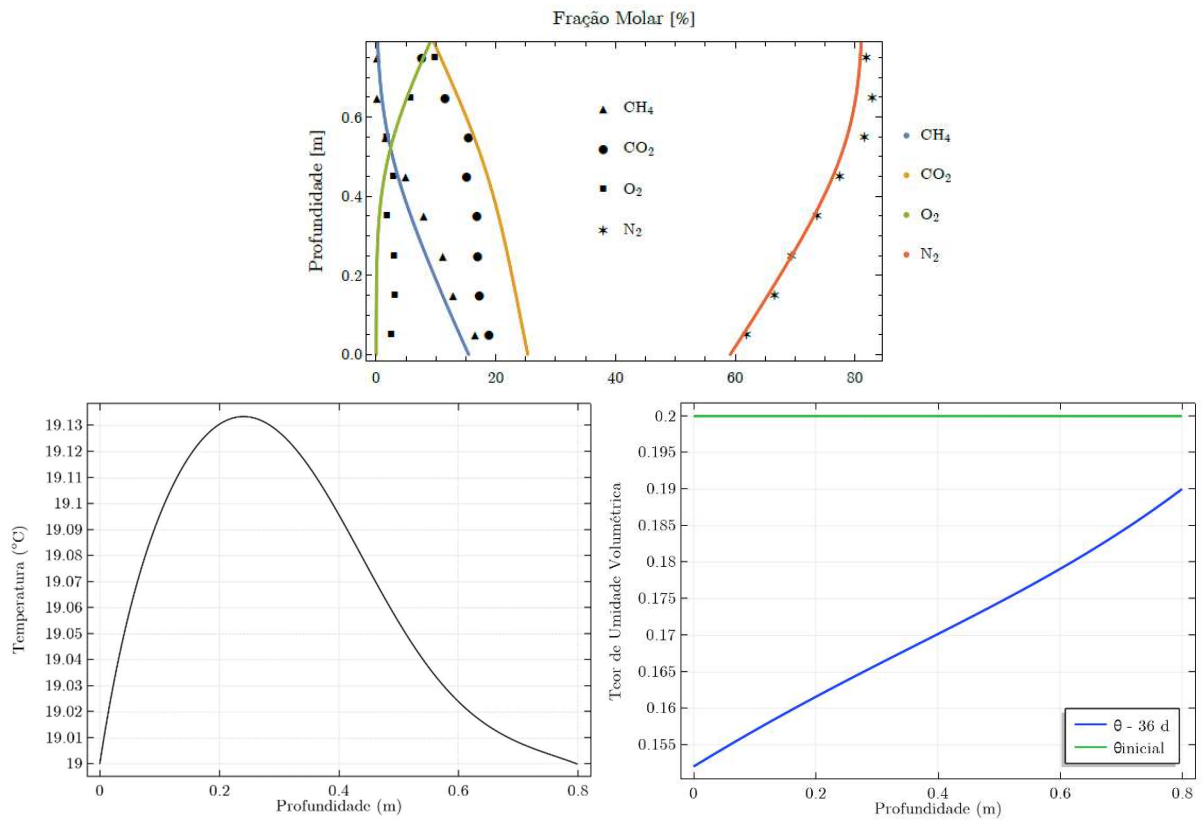 Fração Molar [%]
Profundidade [m]
0.6
0.4
0.2
0.0
0
20
40
60
80
CH₄
CO₂
O₂
N₂
CH₄
CO₂
O₂
N₂
Temperatura (°C)
19.13
19.12
19.11
19.1
19.09
19.08
19.07
19.06
19.05
19.04
19.03
19.02
19.01
19
0
0.2
0.4
0.6
0.8
Profundidade (m)
Teor de Umidade Volumétrica
0.2
0.195
0.19
0.185
0.18
0.175
0.17
0.165
0.16
0.155
0
0.2
0.4
0.6
0.8
Profundidade (m)
θ - 36 d
θinicial